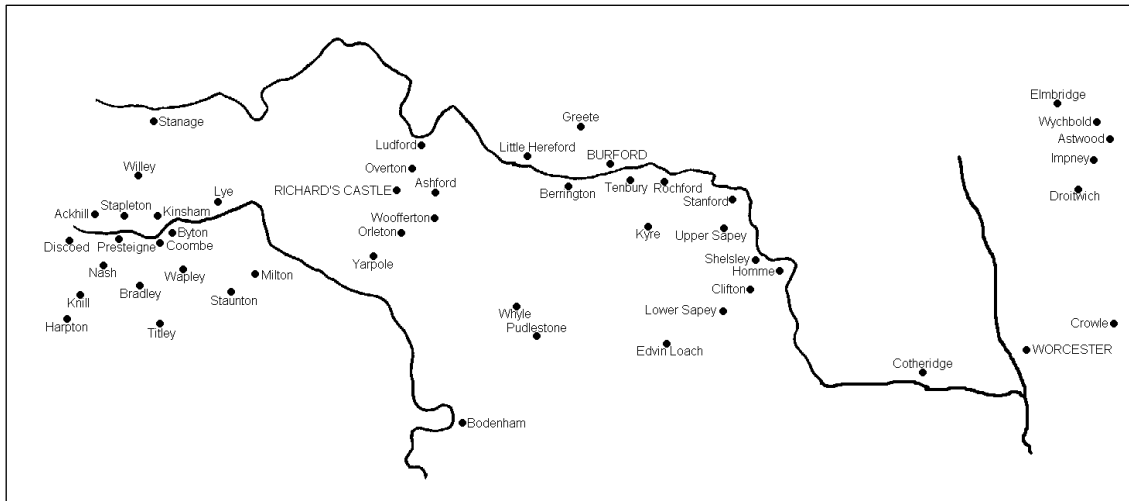 Elmbridge
Stanage
Greete
Wychbold
Astwood
Ludford
Little Hereford
BURFORD
Impney
Willey
Overton
Ashford
RICHARD'S CASTLE
Berrington
Tenbury
Rochford
Droitwich
Lye
Stanford
Ackhill
Stapleton
Kinsham
Woofferton
Orleton
Kyre
Upper Sapey
Discoed
Presteigne
Byton
Coombe
Yarpole
Shelsley
Homme
Nash
Wapley
Milton
Clifton
Knill
Bradley
Staunton
Lower Sapey
Harpton
Titley
Whyle
Pudlestone
Crowle
Edvin Loach
WORCESTER
Cotheridge
Bodenham